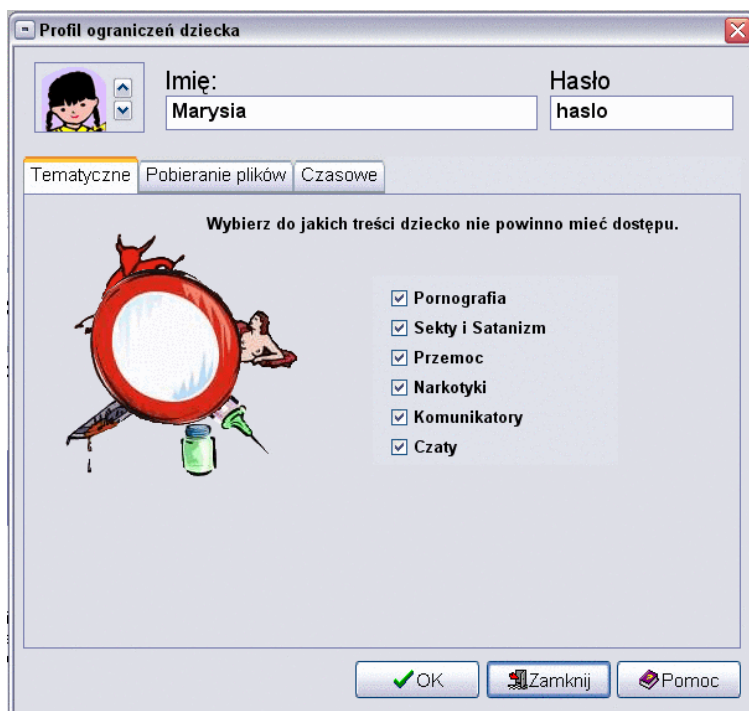 Profil ograniczeń dziecka
Imię:
Hasło
Marysia
haslo
Tematyczne
Pobieranie plików
Czasowe
Wybierz do jakich treści dziecko nie powinno mieć dostępu.
Pornografia
Sekty i Satanizm
Przemoc
Narkotyki
Komunikatory
Czaty
OK
Zamknij
Pomoc